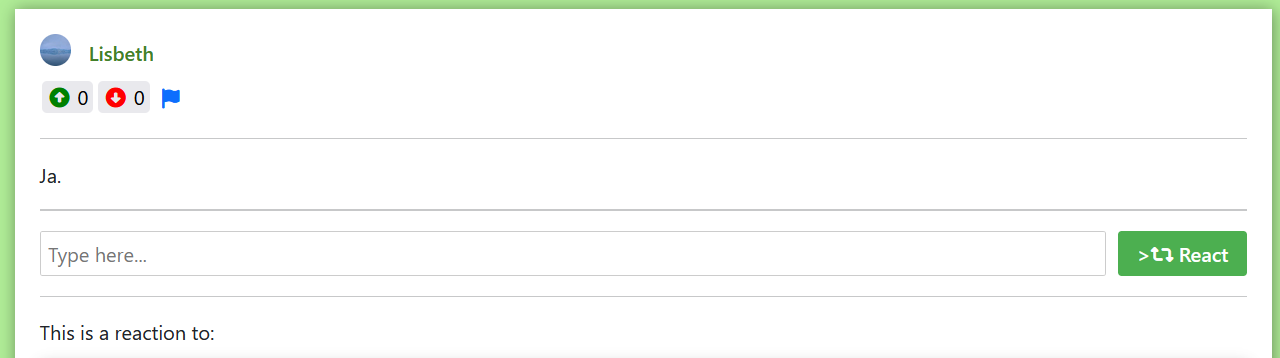 Lisbeth
0 0
Ja.
Type here...
> React
This is a reaction to: